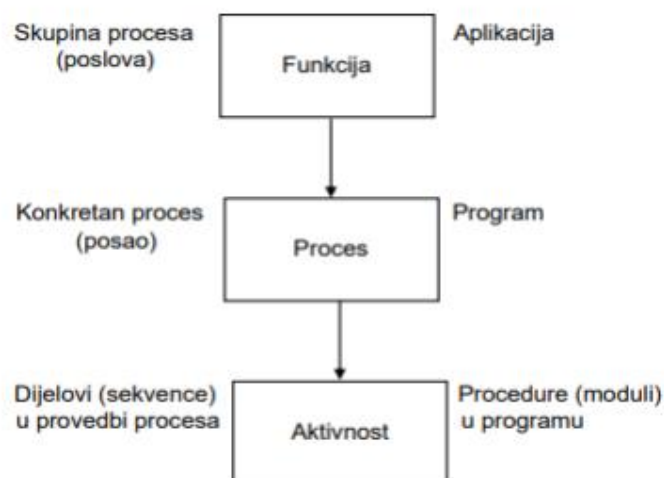 Skupina procesa
(poslova)
Funkcija
Aplikacija
Konkretan proces
(posao)
Proces
Program
Dijelovi (sekvence)
u provedbi procesa
Aktivnost
Procedure (moduli)
u programu